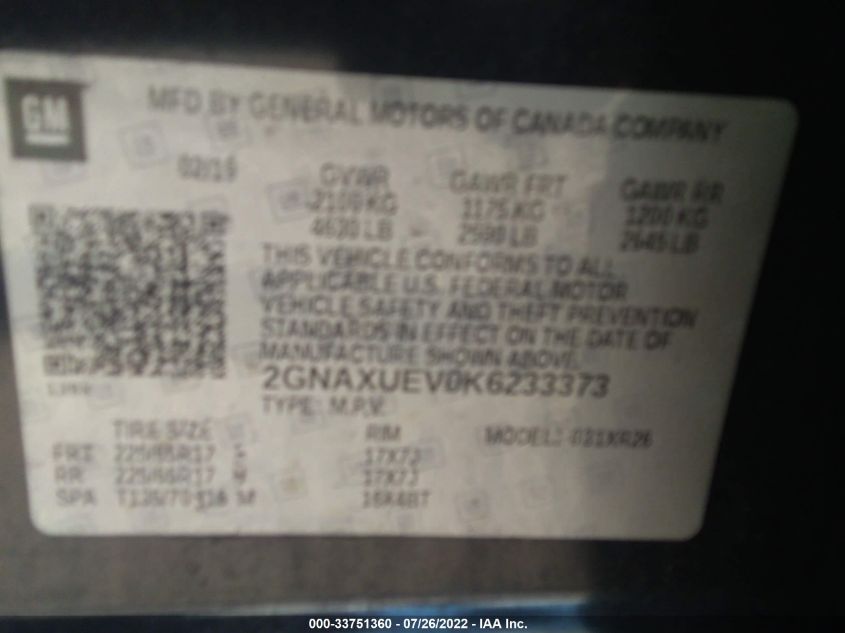 GM
MFD BY GENERAL MOTORS OF CANADA COMPANY
02/19
GVWR GAWR FRT GAWR RR
2100 KG 1175 KG 1200 KG
4630 LB 2590 LB 2645 LB
THIS VEHICLE CONFORMS TO ALL
APPLICABLE U.S. FEDERAL MOTOR
VEHICLE SAFETY AND THEFT PREVENTION
STANDARDS IN EFFECT ON THE DATE OF
MANUFACTURE SHOWN ABOVE.
2GNAXUEV0K6233373
TYPE: M.P.V.
TIRE SIZE RIM MODEL:
FRT 225/65R17 17X7J
RR 225/65R17 17X7J
SPA 16X4BT
000-33751360 - 07/26/2022 - IAA Inc.